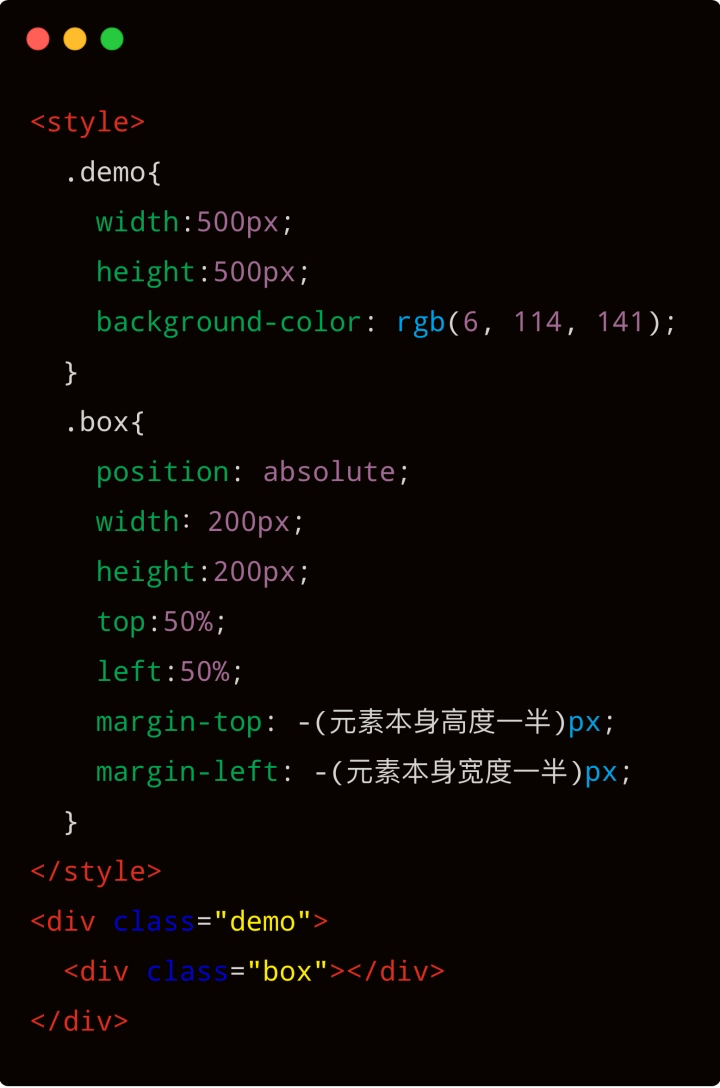 <style>
  .demo{
    width:500px;
    height:500px;
    background-color: rgb(6, 114, 141);
  }
  .box{
    position: absolute;
    width: 200px;
    height:200px;
    top:50%;
    left:50%;
    margin-top: -(元素本身高度一半)px;
    margin-left: -(元素本身宽度一半)px;
  }
</style>
<div class="demo">
  <div class="box"></div>
</div>